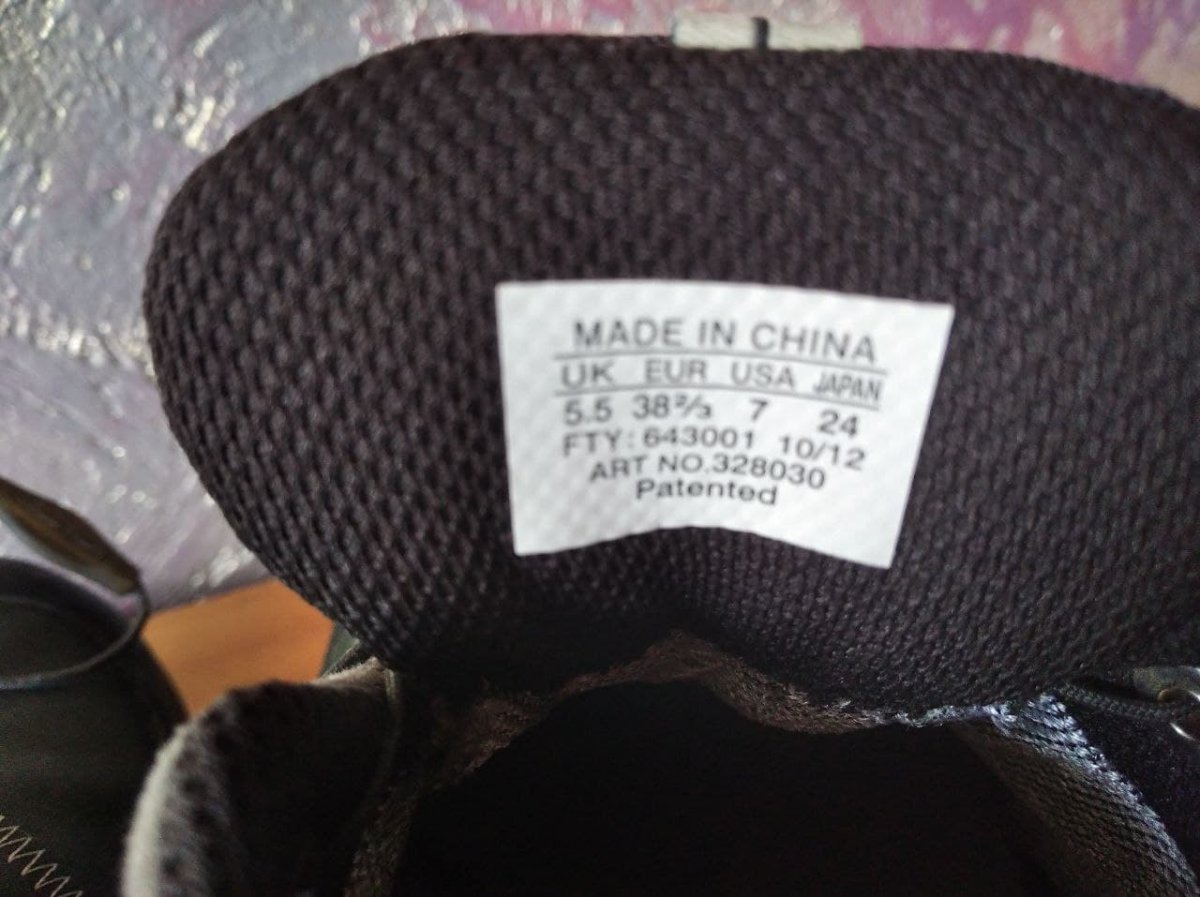 MADE IN CHINA
UK EUR USA JAPAN
5.5 38⅔ 7 24
FTY: 643001 10/12
ART NO.328030
Patented